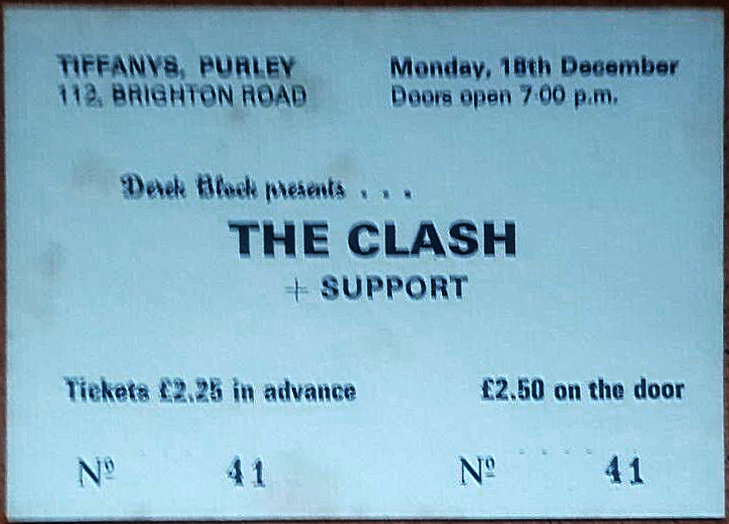 TIFFANYS, PURLEY
112, BRIGHTON ROAD
Monday, 18th December
Doors open 7·00 p.m.
Derek Block presents . . .
THE CLASH
+ SUPPORT
Tickets £2.25 in advance
£2.50 on the door
Nº 41
Nº 41